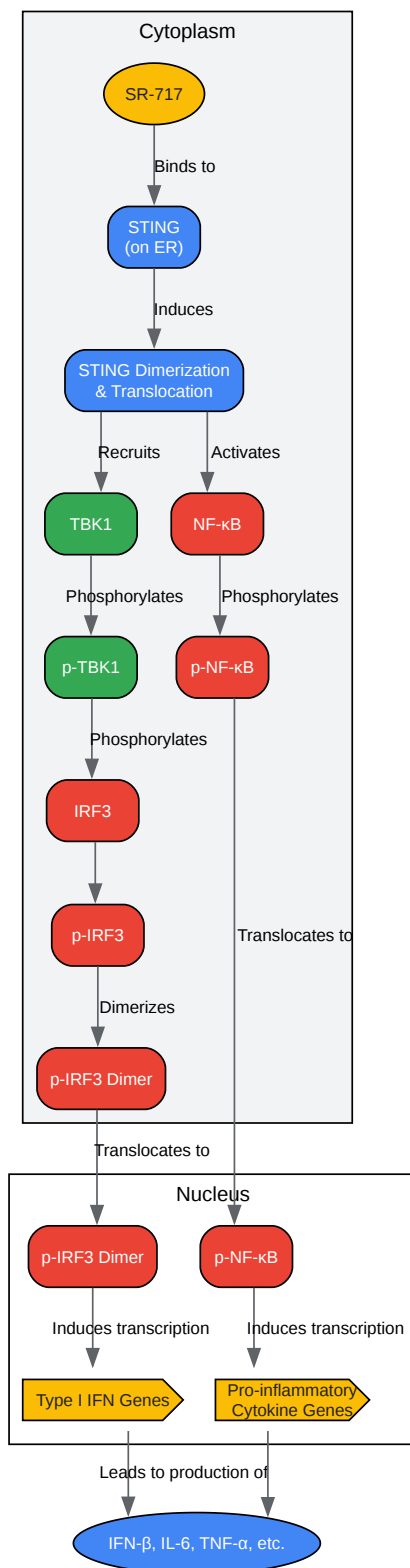 Cytoplasm
SR-717
Binds to
STING
(on ER)
Induces
STING Dimerization
& Translocation
Recruits
Activates
TBK1
NF-κB
Phosphorylates
Phosphorylates
p-TBK1
p-NF-κB
Phosphorylates
IRF3
p-IRF3
Translocates to
Dimerizes
p-IRF3 Dimer
Translocates to
Nucleus
p-IRF3 Dimer
p-NF-κB
Induces transcription
Induces transcription
Type I IFN Genes
Pro-inflammatory
Cytokine Genes
Leads to production of
IFN-β, IL-6, TNF-α, etc.